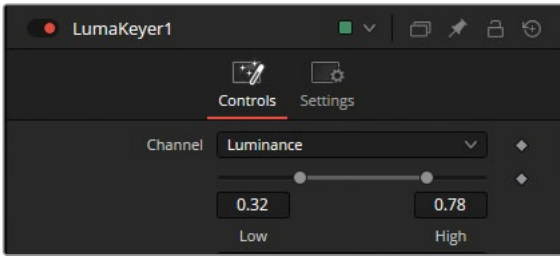 LumaKeyer1
Controls Settings
Channel Luminance
0.32 0.78
Low High